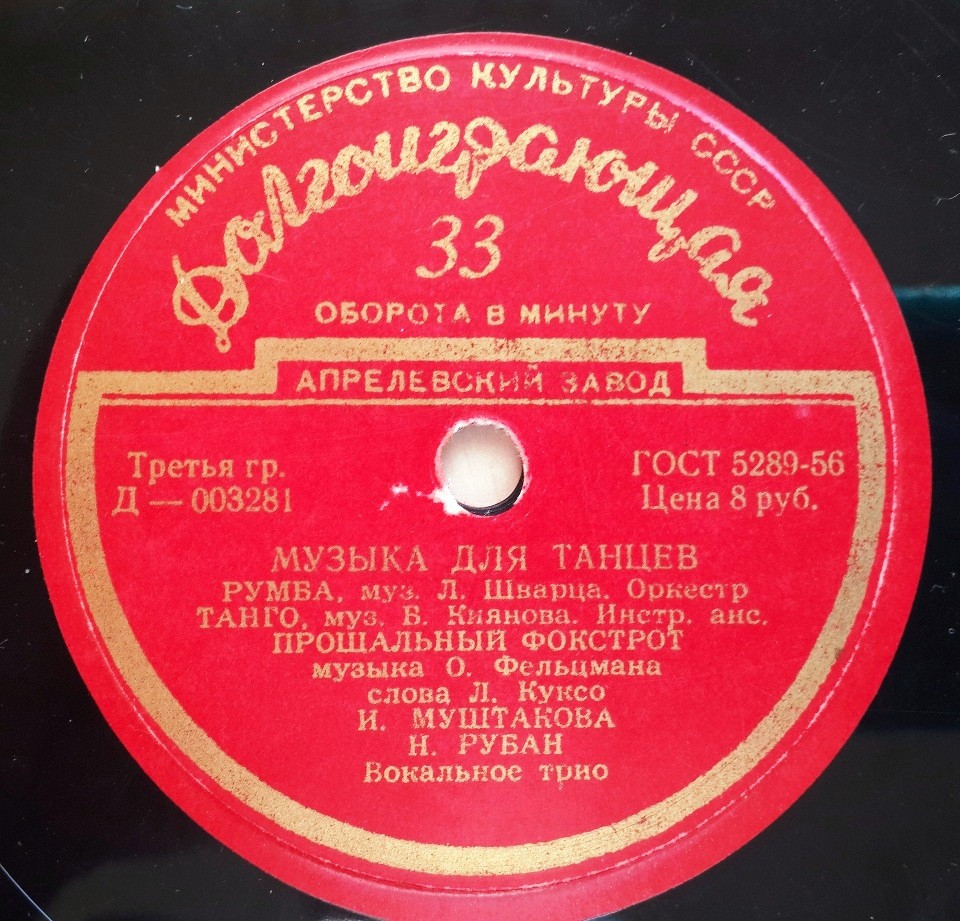 МИНИСТЕРСТВО КУЛЬТУРЫ СССР
Долгоиграющая
33
ОБОРОТА В МИНУТУ
АПРЕЛЕВСКИЙ ЗАВОД
Третья гр.
Д — 003281
ГОСТ 5289-56
Цена 8 руб.
МУЗЫКА ДЛЯ ТАНЦЕВ
РУМБА, муз. Л. Шварца. Оркестр
ТАНГО, муз. Б. Киянова. Инстр. анс.
ПРОЩАЛЬНЫЙ ФОКСТРОТ
музыка О. Фельцмана
слова Л. Куксо
И. МУШТАКОВА
Н. РУБАН
Вокальное трио